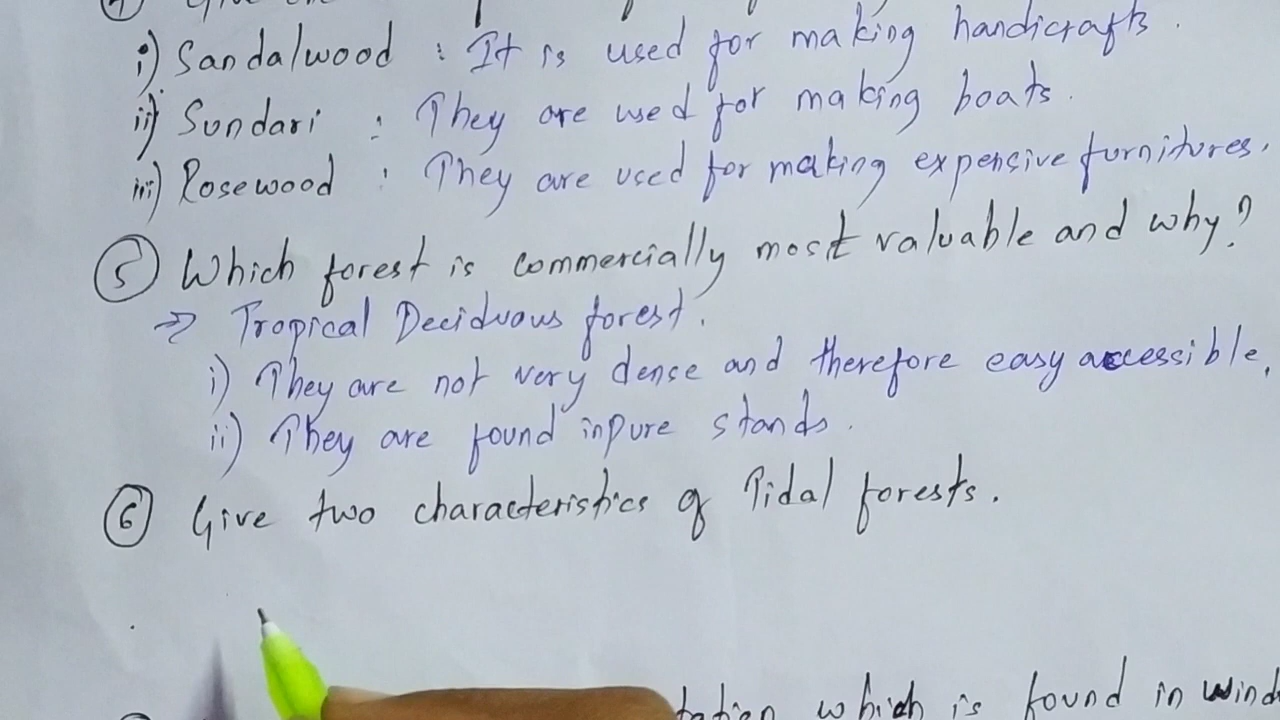 ④ Give the
i) Sandalwood : It is used for making handicrafts.
ii) Sundari : They are used for making boats.
iii) Rosewood : They are used for making expensive furnitures.
⑤ Which forest is commercially most valuable and why?
⇒ Tropical Deciduous forest.
i) They are not very dense and therefore easy accessible.
ii) They are found inpure stands.
⑥ Give two characteristics of Tidal forests.
which is found in wind